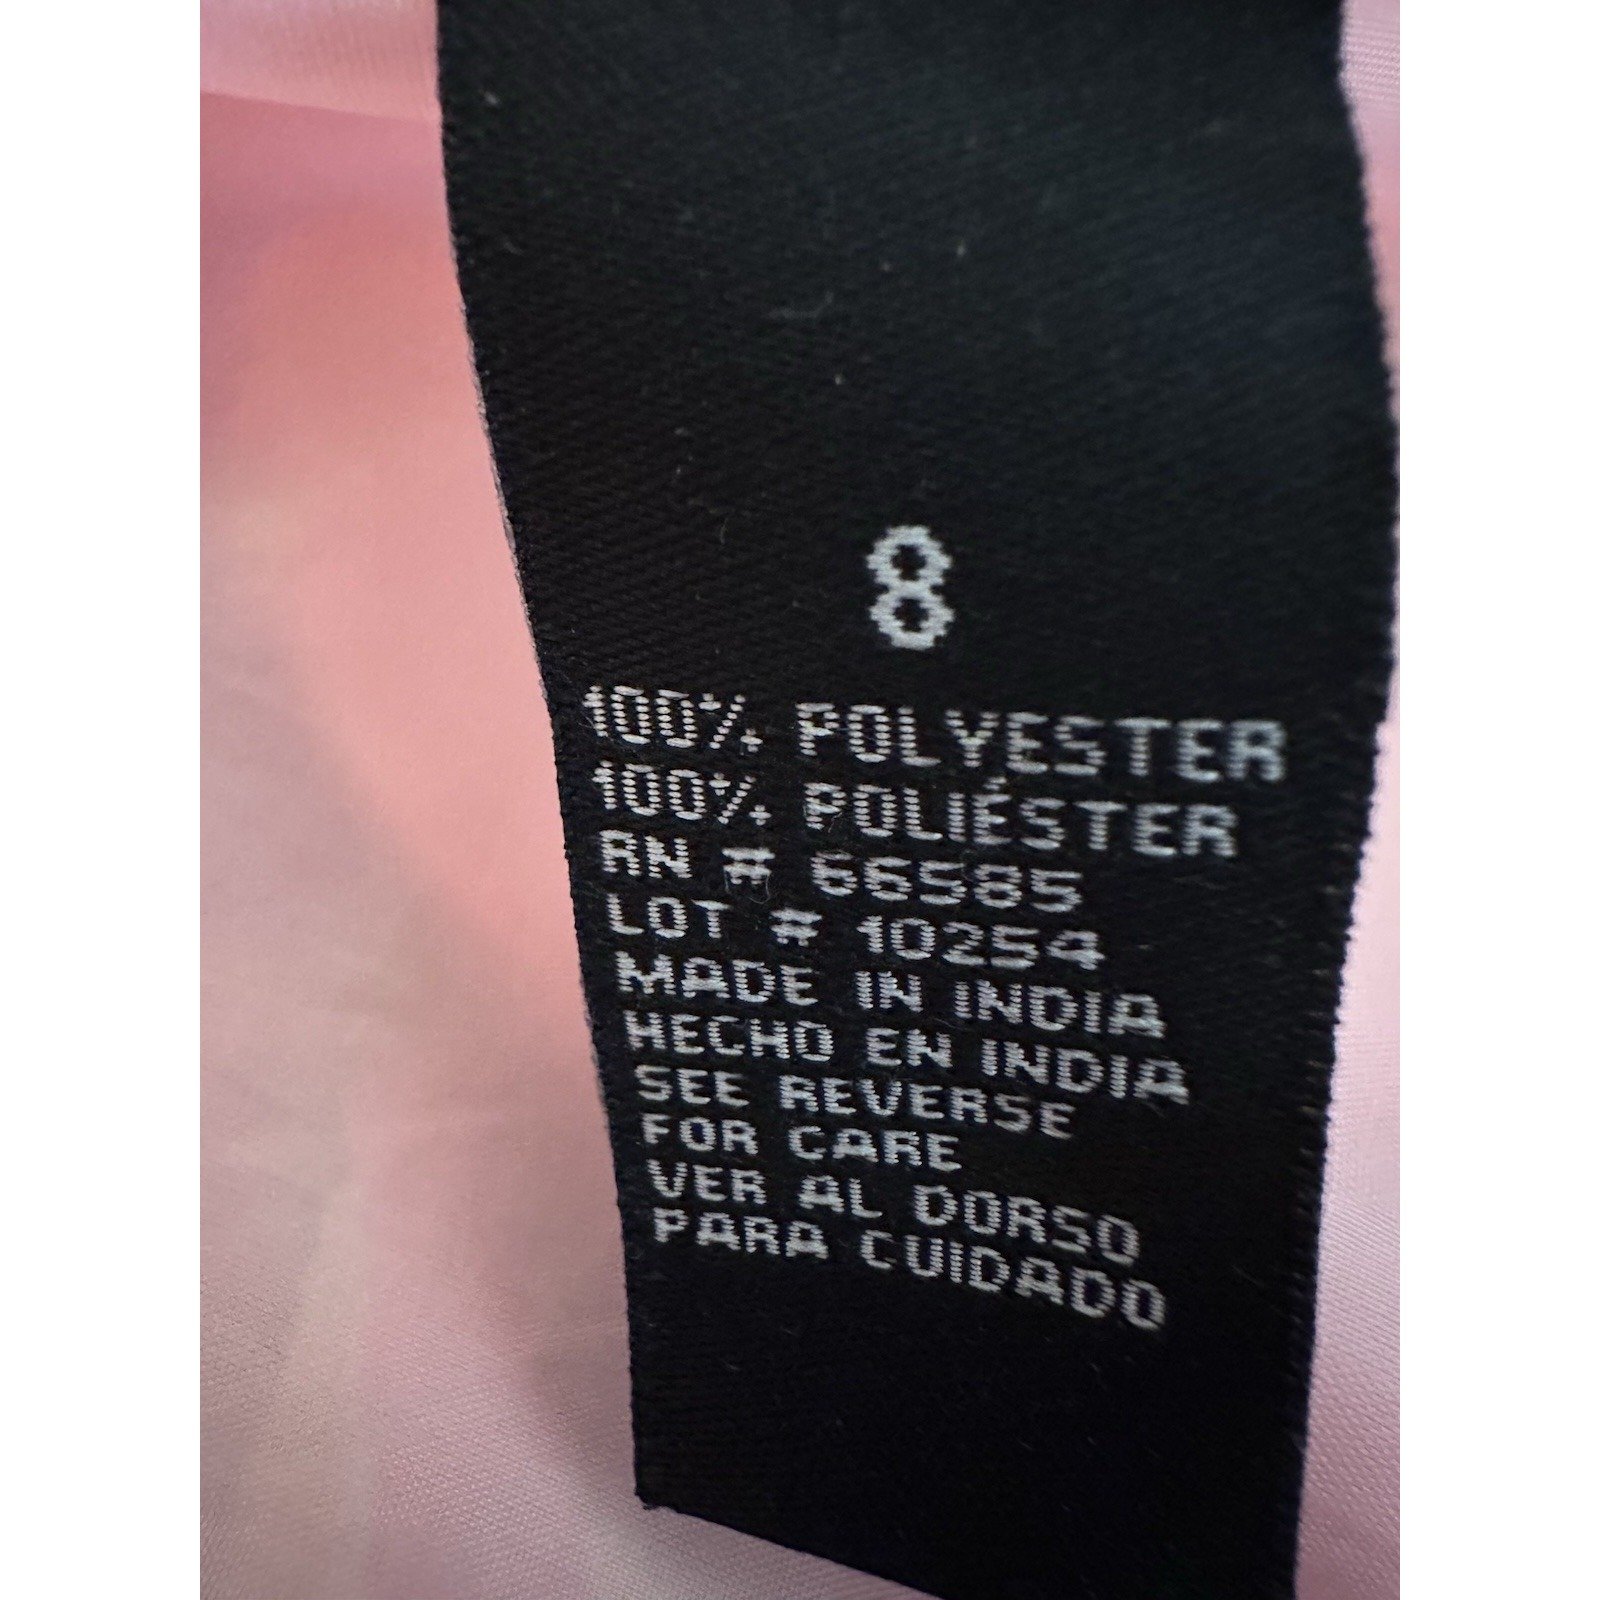 8
100% POLYESTER
100% POLIÉSTER
RN # 66585
LOT # 10254
MADE IN INDIA
HECHO EN INDIA
SEE REVERSE
FOR CARE
VER AL DORSO
PARA CUIDADO